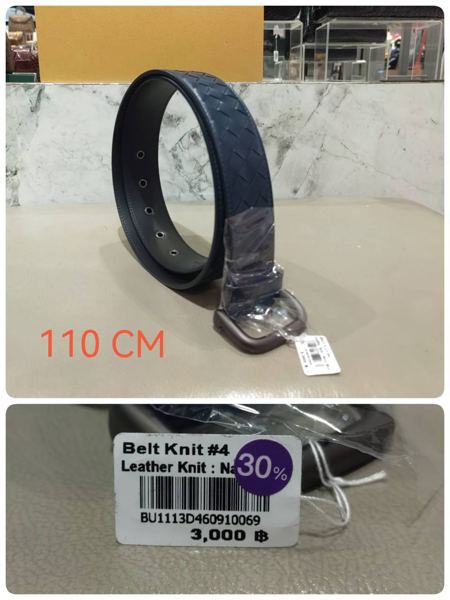 110 CM
Belt Knit #4
30%
Leather Knit : Na
BU1113D460910069
3,000 ฿